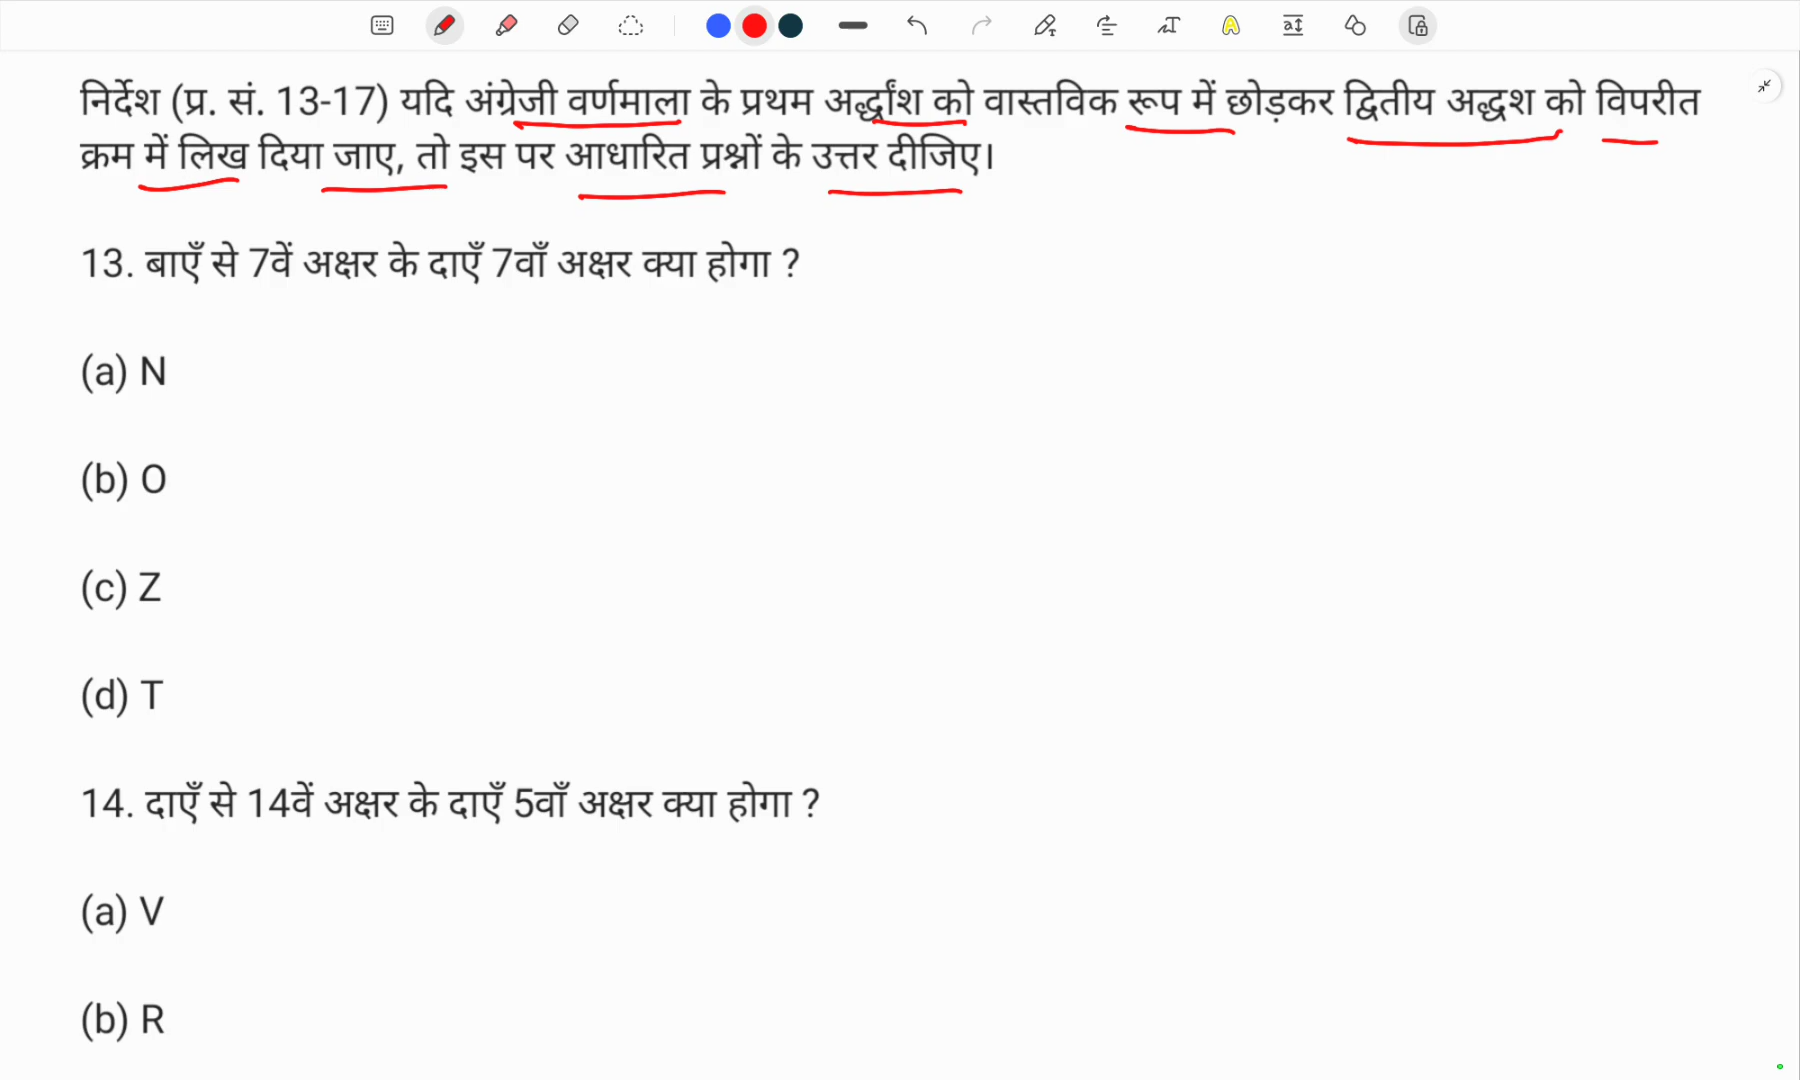 निर्देश (प्र. सं. 13-17) यदि अंग्रेजी वर्णमाला के प्रथम अर्द्धांश को वास्तविक रूप में छोड़कर द्वितीय अद्धश को विपरीत
क्रम में लिख दिया जाए, तो इस पर आधारित प्रश्नों के उत्तर दीजिए।
13. बाएँ से 7वें अक्षर के दाएँ 7वाँ अक्षर क्या होगा ?
(a) N
(b) O
(c) Z
(d) T
14. दाएँ से 14वें अक्षर के दाएँ 5वाँ अक्षर क्या होगा ?
(a) V
(b) R